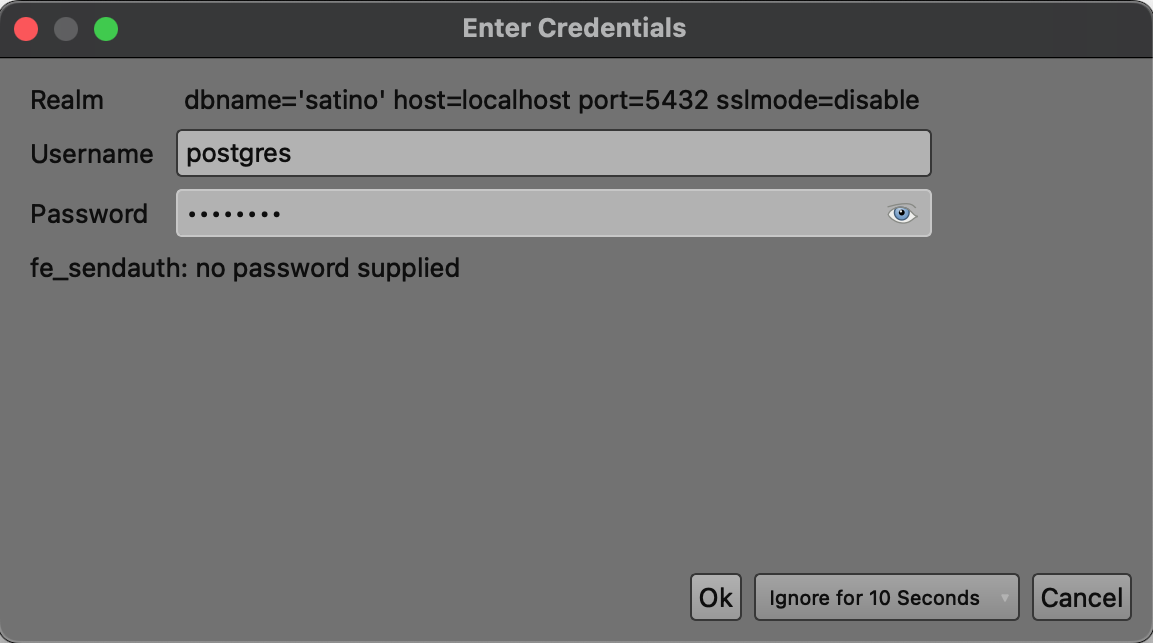 Enter Credentials
Realm dbname='satino' host=localhost port=5432 sslmode=disable
Username postgres
Password ••••••••
fe_sendauth: no password supplied
Ok Ignore for 10 Seconds Cancel